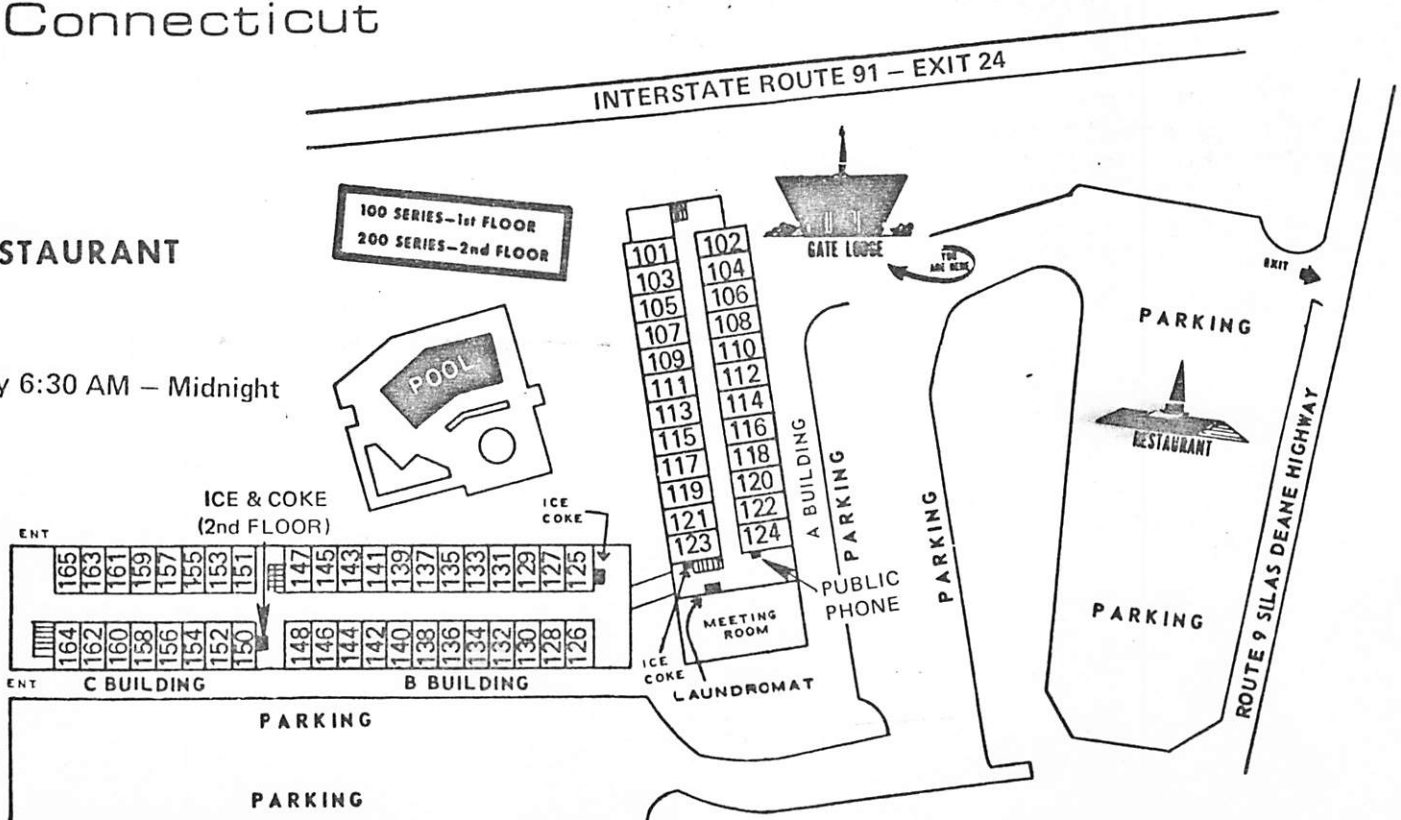 Connecticut
INTERSTATE ROUTE 91 – EXIT 24
100 SERIES–1st FLOOR
200 SERIES–2nd FLOOR
GATE LODGE
YOU
ARE HERE
EXIT
STAURANT
y 6:30 AM – Midnight
POOL
PARKING
RESTAURANT
PARKING
ROUTE 9 SILAS DEANE HIGHWAY
101 102
103 104
105 106
107 108
109 110
111 112
113 114
115 116
117 118
119 120
121 122
123 124
A BUILDING
PARKING
PARKING
PUBLIC
PHONE
MEETING
ROOM
ICE
COKE
LAUNDROMAT
ICE & COKE
(2nd FLOOR)
ICE
COKE
ENT
165 163 161 159 157 155 153 151 147 145 143 141 139 137 135 133 131 129 127 125
164 162 160 158 156 154 152 150 148 146 144 142 140 138 136 134 132 130 128 126
ENT
C BUILDING
B BUILDING
PARKING
PARKING